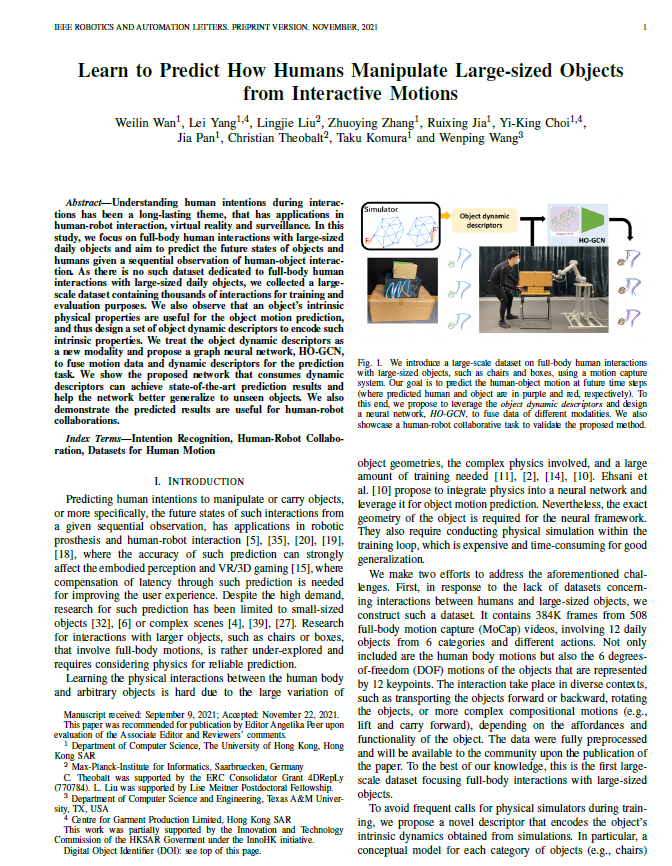 IEEE ROBOTICS AND AUTOMATION LETTERS. PREPRINT VERSION. NOVEMBER, 2021
1
Learn to Predict How Humans Manipulate Large-sized Objects
from Interactive Motions
Weilin Wan1, Lei Yang1,4, Lingjie Liu2, Zhuoying Zhang1, Ruixing Jia1, Yi-King Choi1,4,
Jia Pan1, Christian Theobalt2, Taku Komura1 and Wenping Wang3
Abstract—Understanding human intentions during interac-
tions has been a long-lasting theme, that has applications in
human-robot interaction, virtual reality and surveillance. In this
study, we focus on full-body human interactions with large-sized
daily objects and aim to predict the future states of objects and
humans given a sequential observation of human-object interac-
tion. As there is no such dataset dedicated to full-body human
interactions with large-sized daily objects, we collected a large-
scale dataset containing thousands of interactions for training and
evaluation purposes. We also observe that an object's intrinsic
physical properties are useful for the object motion prediction,
and thus design a set of object dynamic descriptors to encode such
intrinsic properties. We treat the object dynamic descriptors as
a new modality and propose a graph neural network, HO-GCN,
to fuse motion data and dynamic descriptors for the prediction
task. We show the proposed network that consumes dynamic
descriptors can achieve state-of-the-art prediction results and
help the network better generalize to unseen objects. We also
demonstrate the predicted results are useful for human-robot
collaborations.
Index Terms—Intention Recognition, Human-Robot Collabo-
ration, Datasets for Human Motion
I. INTRODUCTION
Predicting human intentions to manipulate or carry objects,
or more specifically, the future states of such interactions from
a given sequential observation, has applications in robotic
prosthesis and human-robot interaction [5], [35], [20], [19],
[18], where the accuracy of such prediction can strongly
affect the embodied perception and VR/3D gaming [15], where
compensation of latency through such prediction is needed
for improving the user experience. Despite the high demand,
research for such prediction has been limited to small-sized
objects [32], [6] or complex scenes [4], [39], [27]. Research
for interactions with larger objects, such as chairs or boxes,
that involve full-body motions, is rather under-explored and
requires considering physics for reliable prediction.
Learning the physical interactions between the human body
and arbitrary objects is hard due to the large variation of
Manuscript received: September 9, 2021; Accepted: November 22, 2021.
This paper was recommended for publication by Editor Angelika Peer upon
evaluation of the Associate Editor and Reviewers' comments.
1 Department of Computer Science, The University of Hong Kong, Hong
Kong SAR
2 Max-Planck-Institute for Informatics, Saarbruecken, Germany
C. Theobalt was supported by the ERC Consolidator Grant 4DRepLy
(770784). L. Liu was supported by Lise Meitner Postdoctoral Fellowship.
3 Department of Computer Science and Engineering, Texas A&M Univer-
sity, TX, USA
4 Centre for Garment Production Limited, Hong Kong SAR
This work was partially supported by the Innovation and Technology
Commission of the HKSAR Goverment under the InnoHK initiative.
Digital Object Identifier (DOI): see top of this page.
Simulator
Object dynamic
descriptors
HO-GCN
Fig. 1. We introduce a large-scale dataset on full-body human interactions
with large-sized objects, such as chairs and boxes, using a motion capture
system. Our goal is to predict the human-object motion at future time steps
(where predicted human and object are in purple and red, respectively). To
this end, we propose to leverage the object dynamic descriptors and design
a neural network, HO-GCN, to fuse data of different modalities. We also
showcase a human-robot collaborative task to validate the proposed method.
object geometries, the complex physics involved, and a large
amount of training needed [11], [2], [14], [10]. Ehsani et
al. [10] propose to integrate physics into a neural network and
leverage it for object motion prediction. Nevertheless, the exact
geometry of the object is required for the neural framework.
They also require conducting physical simulation within the
training loop, which is expensive and time-consuming for good
generalization.
We make two efforts to address the aforementioned chal-
lenges. First, in response to the lack of datasets concern-
ing interactions between humans and large-sized objects, we
construct such a dataset. It contains 384K frames from 508
full-body motion capture (MoCap) videos, involving 12 daily
objects from 6 categories and different actions. Not only
included are the human body motions but also the 6 degrees-
of-freedom (DOF) motions of the objects that are represented
by 12 keypoints. The interaction take place in diverse contexts,
such as transporting the objects forward or backward, rotating
the objects, or more complex compositional motions (e.g.,
lift and carry forward), depending on the affordances and
functionality of the object. The data were fully preprocessed
and will be available to the community upon the publication of
the paper. To the best of our knowledge, this is the first large-
scale dataset focusing full-body interactions with large-sized
objects.
To avoid frequent calls for physical simulators during train-
ing, we propose a novel descriptor that encodes the object's
intrinsic dynamics obtained from simulations. In particular, a
conceptual model for each category of objects (e.g., chairs)